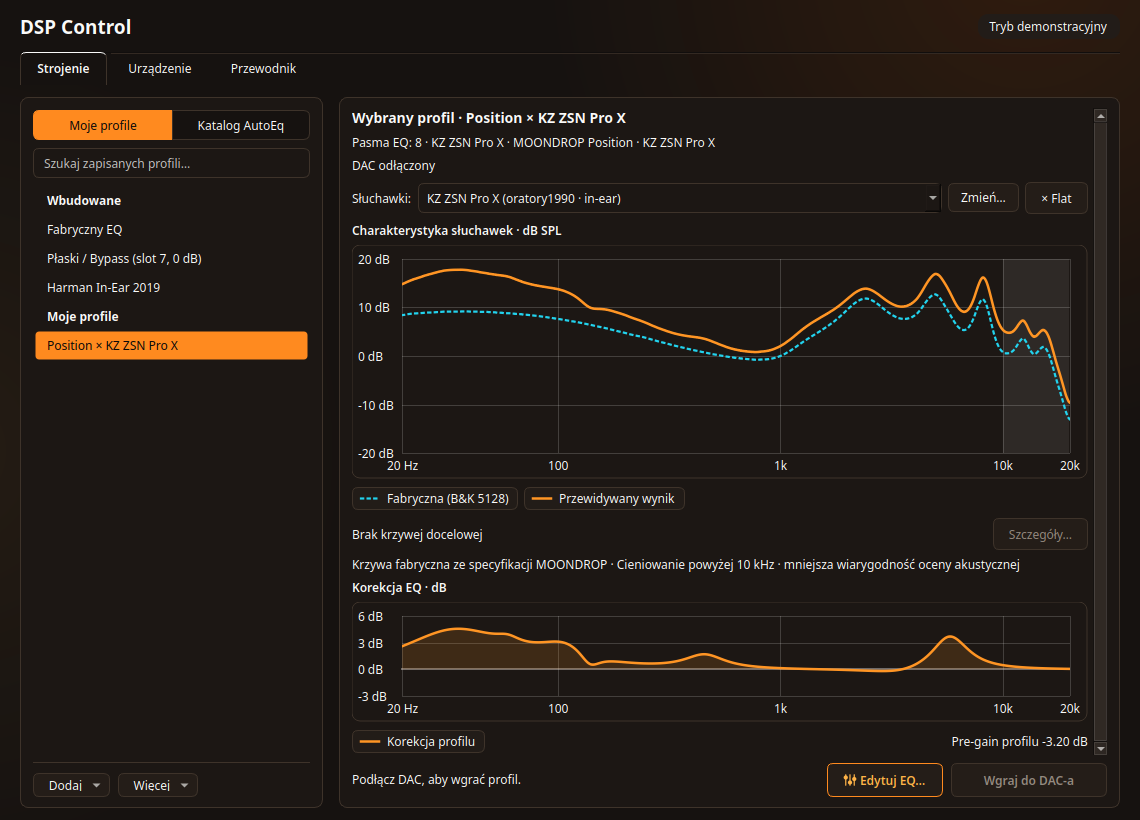 DSP Control
Tryb demonstracyjny
Strojenie
Urządzenie
Przewodnik
Moje profile
Katalog AutoEq
Szukaj zapisanych profili...
Wbudowane
Fabryczny EQ
Płaski / Bypass (slot 7, 0 dB)
Harman In-Ear 2019
Moje profile
Position × KZ ZSN Pro X
Dodaj
Więcej
Wybrany profil · Position × KZ ZSN Pro X
Pasma EQ: 8 · KZ ZSN Pro X · MOONDROP Position · KZ ZSN Pro X
DAC odłączony
Słuchawki:
KZ ZSN Pro X (oratory1990 · in-ear)
Zmień...
× Flat
Charakterystyka słuchawek · dB SPL
20 dB
10 dB
0 dB
-10 dB
-20 dB
20 Hz
100
1k
10k
20k
Fabryczna (B&K 5128)
Przewidywany wynik
Brak krzywej docelowej
Szczegóły...
Krzywa fabryczna ze specyfikacji MOONDROP · Cieniowanie powyżej 10 kHz · mniejsza wiarygodność oceny akustycznej
Korekcja EQ · dB
6 dB
3 dB
0 dB
-3 dB
20 Hz
100
1k
10k
20k
Korekcja profilu
Pre-gain profilu -3.20 dB
Podłącz DAC, aby wgrać profil.
Edytuj EQ...
Wgraj do DAC-a